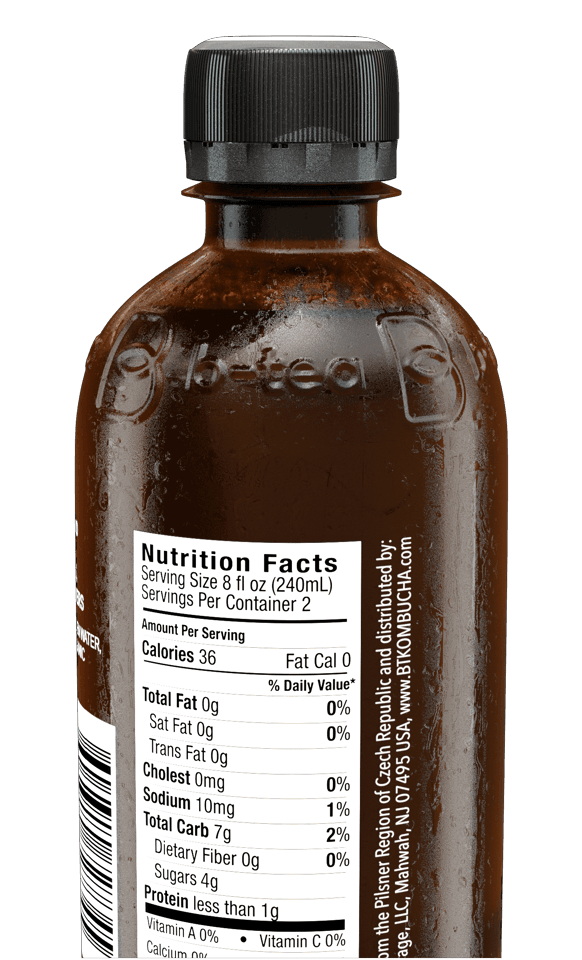 b-tea
Nutrition Facts
Serving Size 8 fl oz (240mL)
Servings Per Container 2
Amount Per Serving
Calories 36 Fat Cal 0
% Daily Value*
Total Fat 0g 0%
Sat Fat 0g 0%
Trans Fat 0g
Cholest 0mg 0%
Sodium 10mg 1%
Total Carb 7g 2%
Dietary Fiber 0g 0%
Sugars 4g
Protein less than 1g
Vitamin A 0% • Vitamin C 0%
Calcium 0%
the Pilsner Region of Czech Republic and distributed by:
LLC, Mahwah, NJ 07495 USA, www.BTKOMBUCHA.com